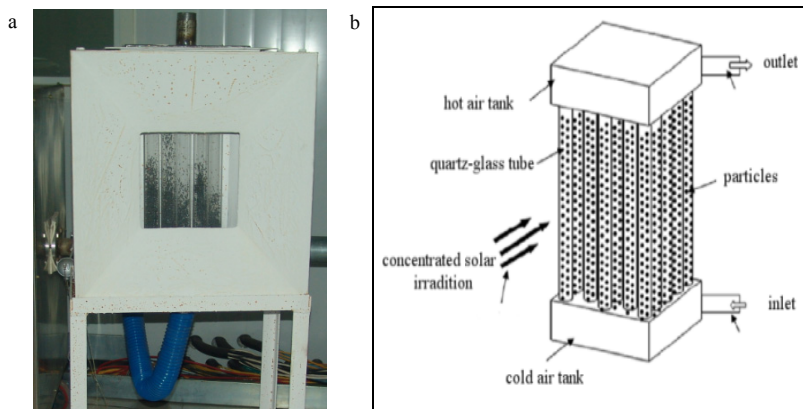 a
b
outlet
hot air tank
quartz-glass tube
particles
concentrated solar
irradition
inlet
cold air tank